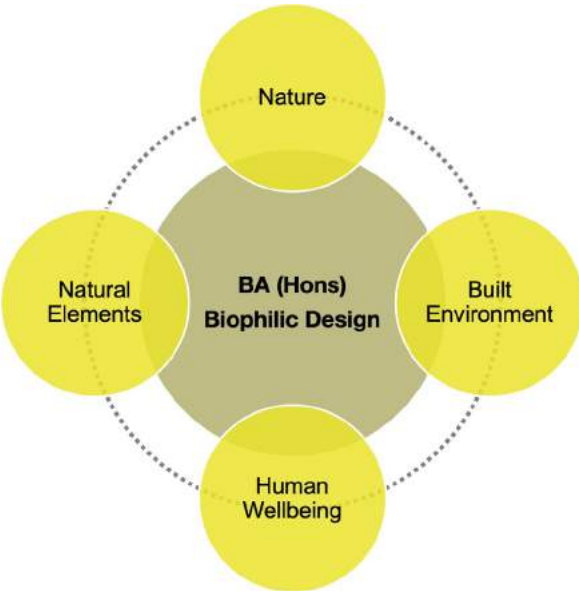 Nature
Natural
Elements
BA (Hons)
Biophilic Design
Built
Environment
Human
Wellbeing